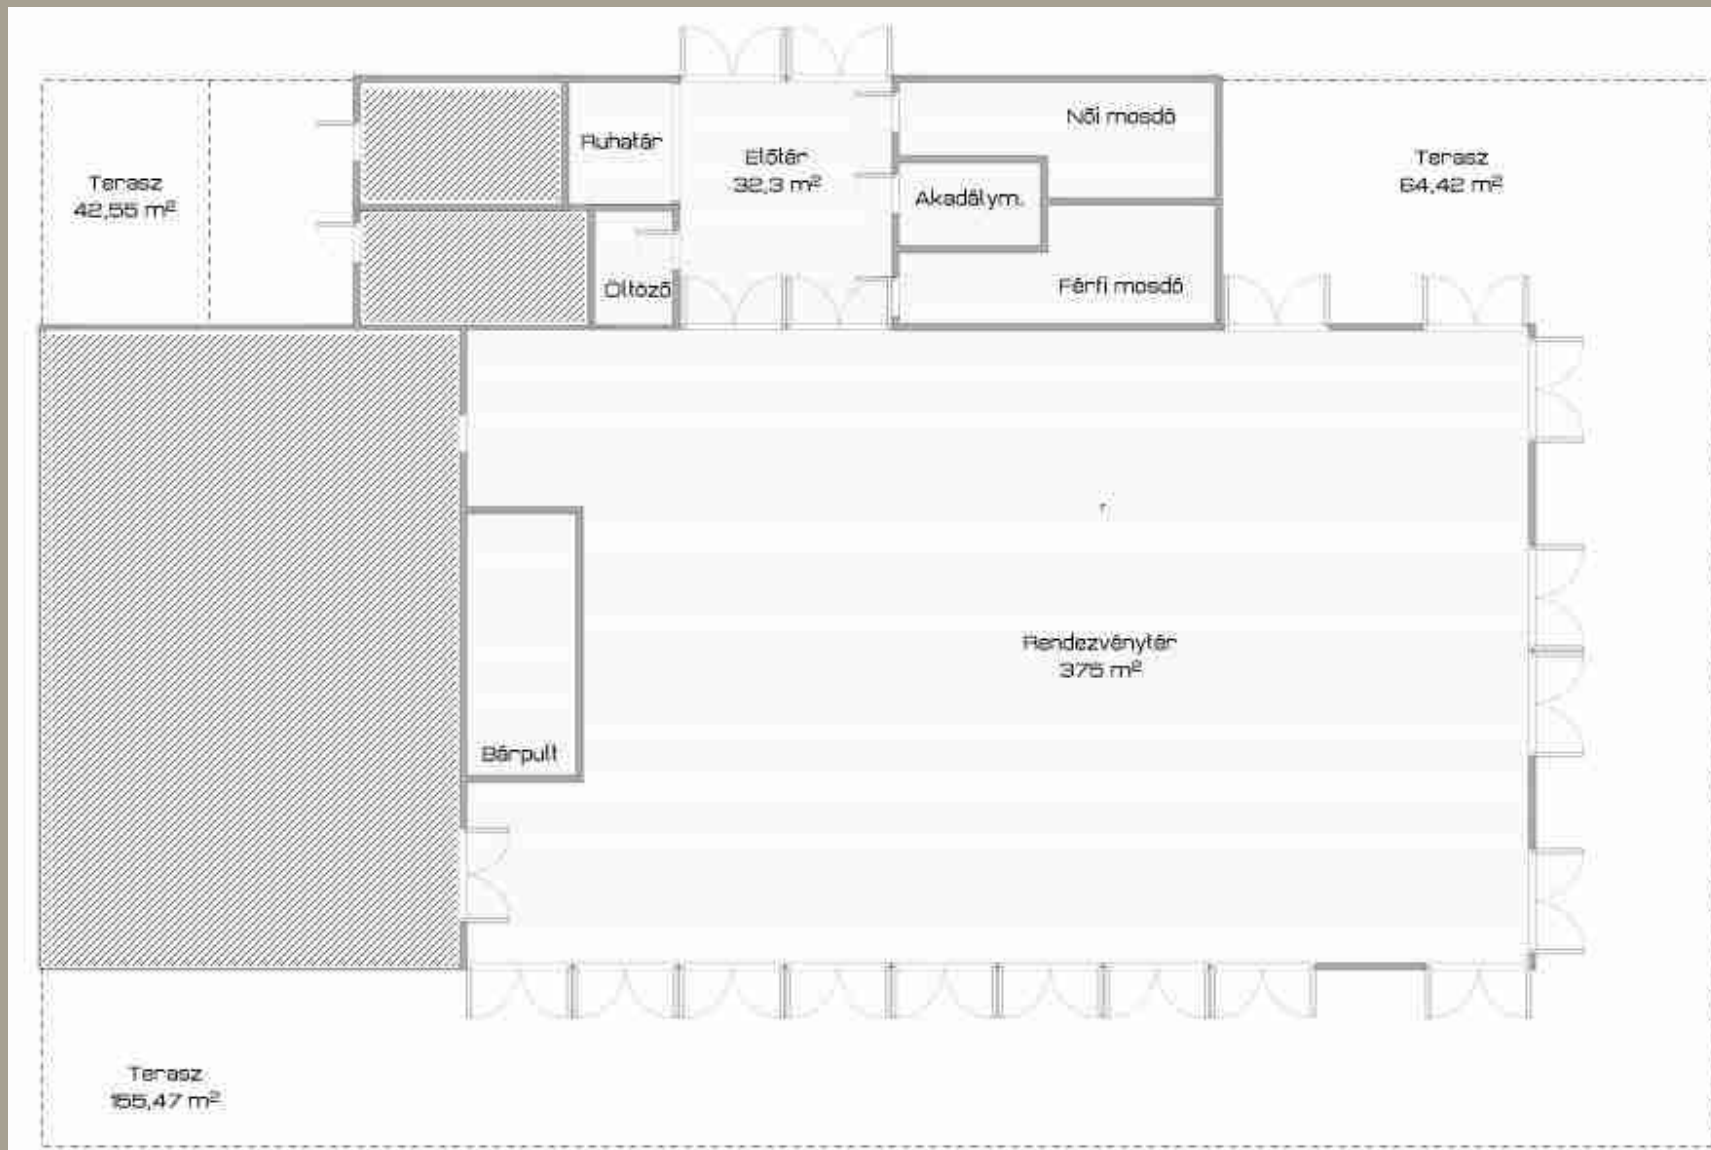 Női mosdó
Ruhatár
Előtér
32,3 m²
Terasz
64,42 m²
Terasz
42,55 m²
Akadálym.
Öltöző
Férfi mosdó
Rendezvénytér
375 m²
Bárpult
Terasz
155,47 m²